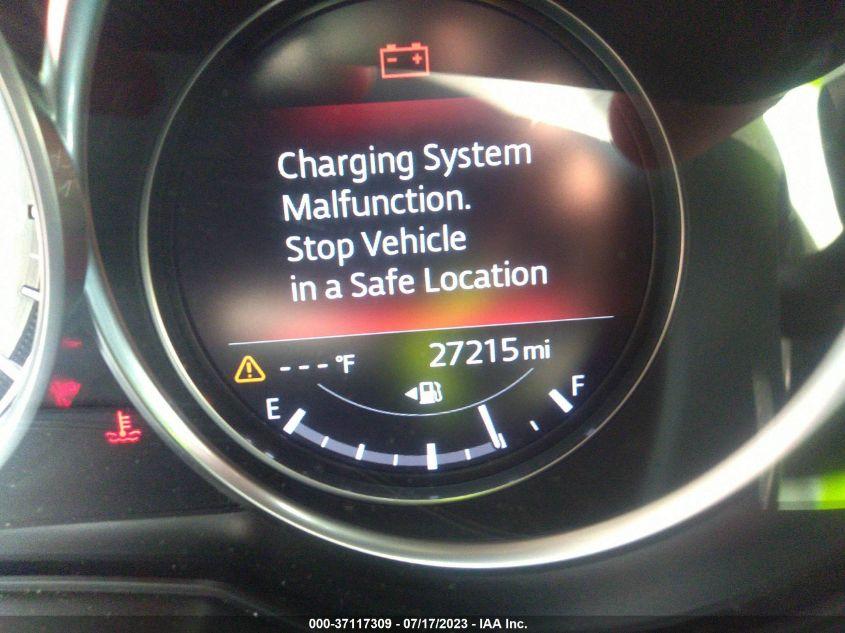 Charging System
Malfunction.
Stop Vehicle
in a Safe Location
- - - °F
27215 mi
E
F
000-37117309 - 07/17/2023 - IAA Inc.